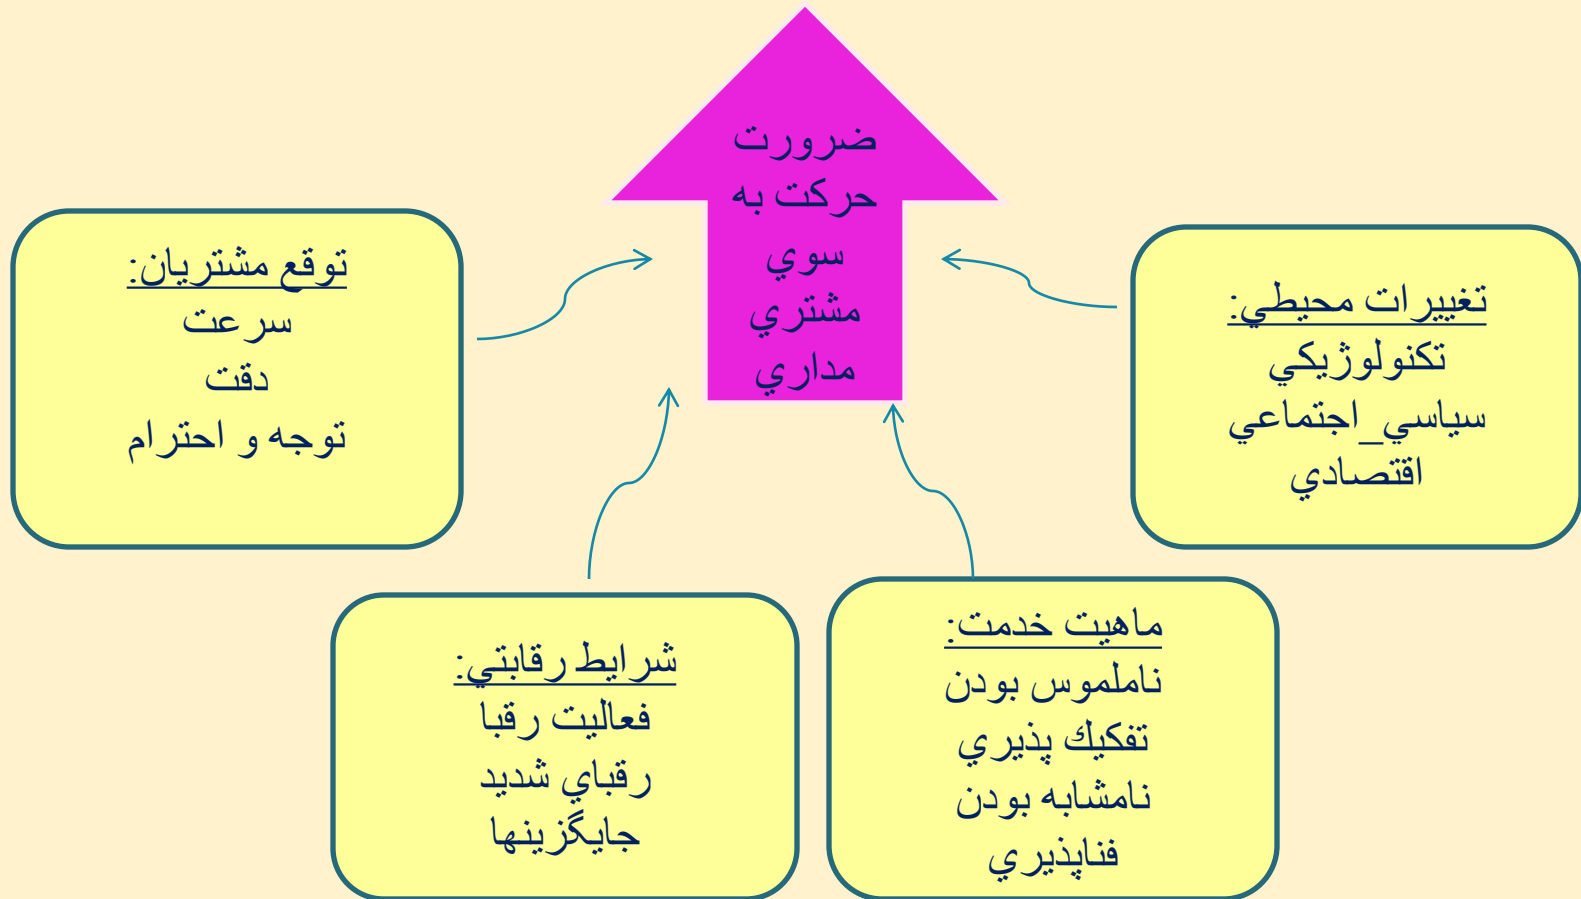 ضرورت
حركت به
سوي
مشتري
مداري
تغييرات محيطي:
تكنولوژيكي
سياسي_اجتماعي
اقتصادي
توقع مشتريان:
سرعت
دقت
توجه و احترام
ماهيت خدمت:
ناملموس بودن
تفكيك پذيري
نامشابه بودن
فناپذيري
شرايط رقابتي:
فعاليت رقبا
رقباي شديد
جايگزينها